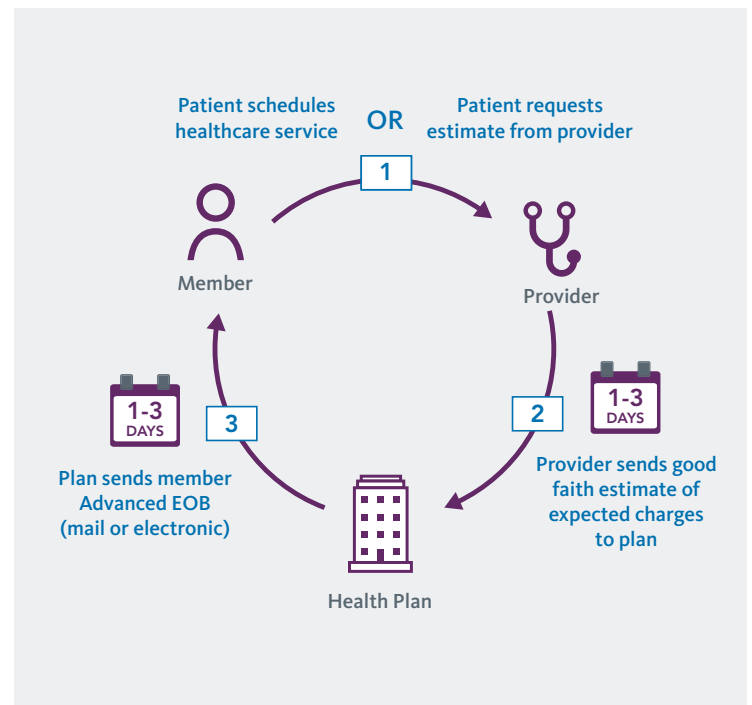 Patient schedules
healthcare service
OR
Patient requests
estimate from provider
1
Member
Provider
1-3
DAYS
2
Provider sends good
faith estimate of
expected charges
to plan
Health Plan
3
1-3
DAYS
Plan sends member
Advanced EOB
(mail or electronic)